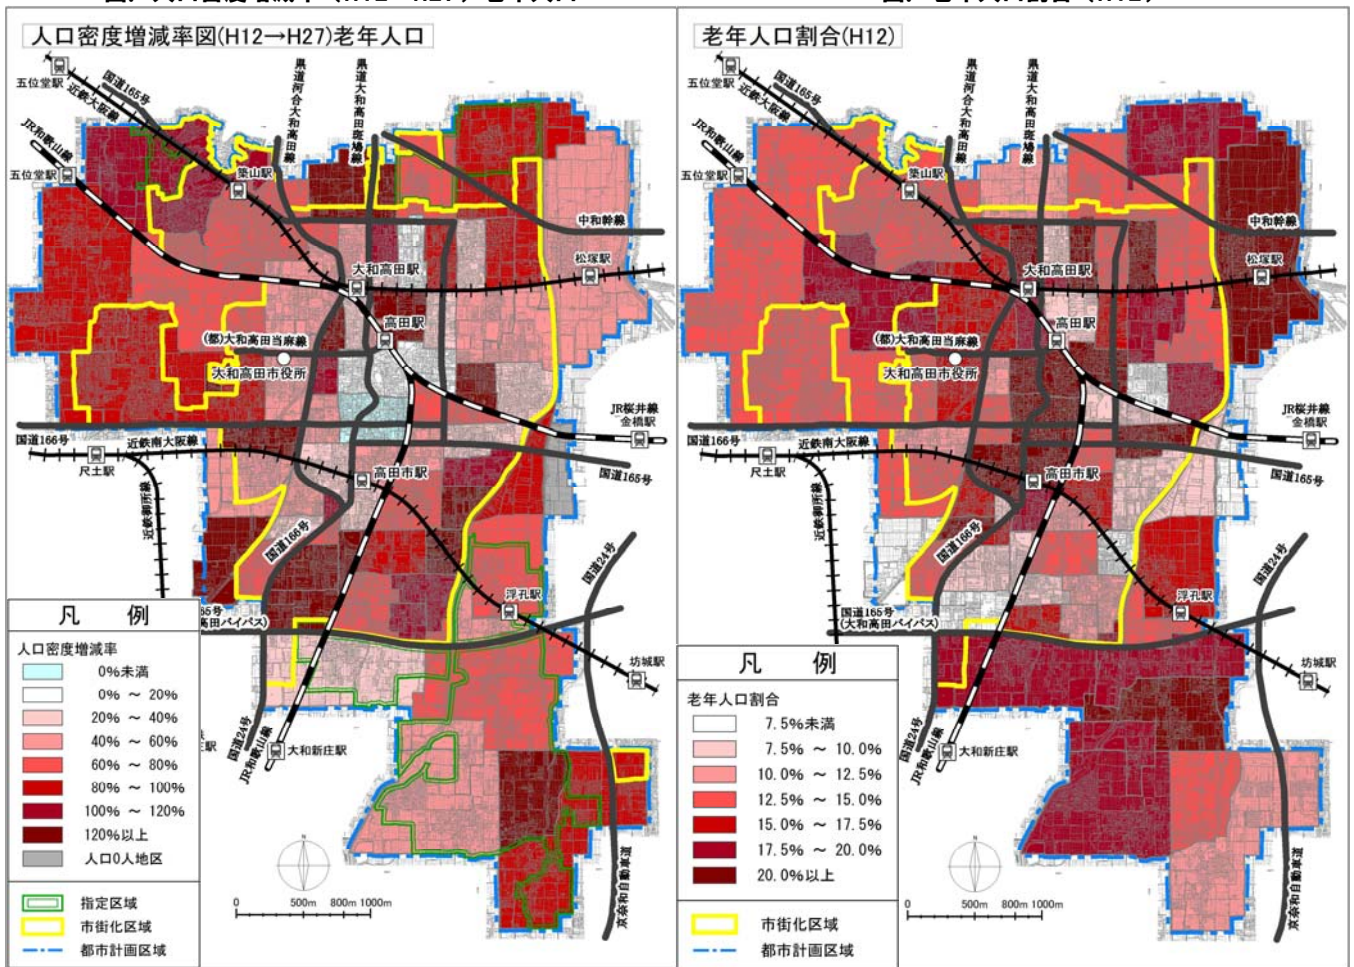 人口密度増減率図(H12→H27)老年人口
五位堂駅
国道165号
近鉄大阪線
JR和歌山線
五位堂駅
築山駅
県道河合大和高田線
県道大和高田斑鳩線
中和幹線
松塚駅
大和高田駅
高田駅
(都)大和高田当麻線
大和高田市役所
JR桜井線
金橋駅
国道166号
近鉄南大阪線
尺土駅
高田市駅
国道165号
近鉄御所線
国道166号
国道24号
浮孔駅
65号
高田バイパス)
坊城駅
国道24号
JR和歌山線
大和新庄駅
京奈和自動車道
凡 例
人口密度増減率
0%未満
0% ~ 20%
20% ~ 40%
40% ~ 60%
60% ~ 80%
80% ~ 100%
100% ~ 120%
120%以上
人口0人地区
指定区域
市街化区域
都市計画区域
N
0 500m 800m 1000m
老年人口割合(H12)
五位堂駅
国道165号
近鉄大阪線
JR和歌山線
五位堂駅
築山駅
県道河合大和高田線
県道大和高田斑鳩線
中和幹線
松塚駅
大和高田駅
高田駅
(都)大和高田当麻線
大和高田市役所
JR桜井線
金橋駅
国道166号
近鉄南大阪線
尺土駅
高田市駅
国道165号
近鉄御所線
国道166号
国道24号
浮孔駅
国道165号
(大和高田バイパス)
坊城駅
国道24号
JR和歌山線
大和新庄駅
京奈和自動車道
凡 例
老年人口割合
7.5%未満
7.5% ~ 10.0%
10.0% ~ 12.5%
12.5% ~ 15.0%
15.0% ~ 17.5%
17.5% ~ 20.0%
20.0%以上
市街化区域
都市計画区域
N
0 500m 800m 1000m